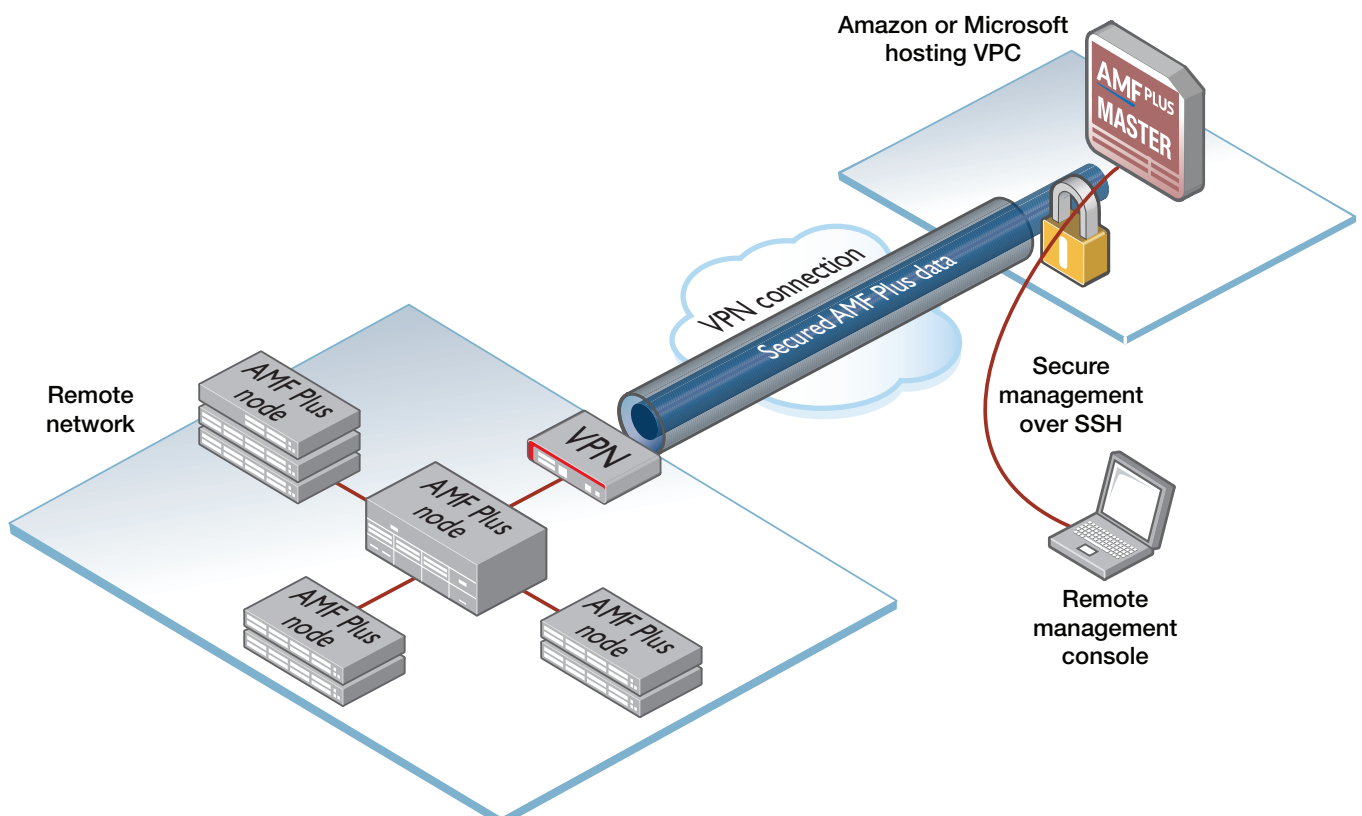 Amazon or Microsoft
hosting VPC
AMF PLUS
MASTER
VPN connection
Secured AMF Plus data
Remote
network
AMF Plus
node
VPN
AMF Plus
node
AMF Plus
node
AMF Plus
node
Secure
management
over SSH
Remote
management
console